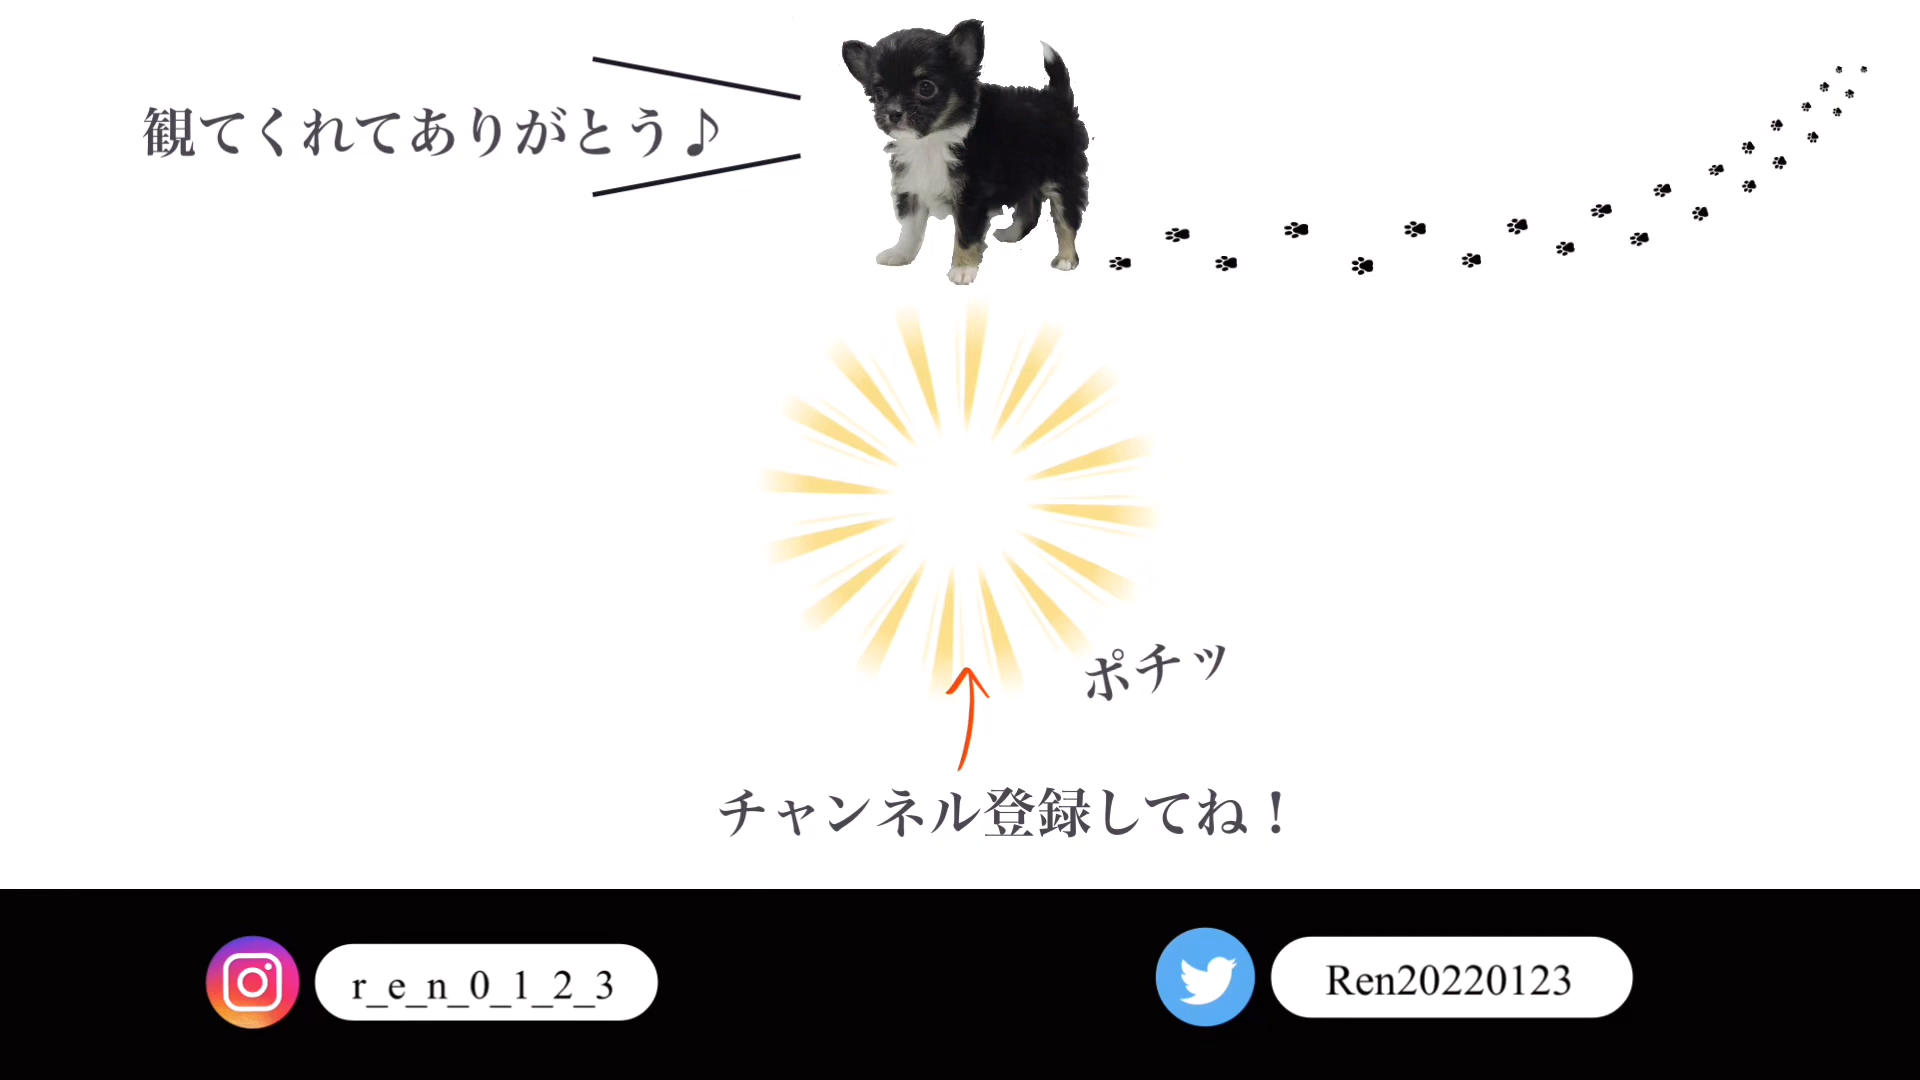 観てくれてありがとう♪
ポチッ
チャンネル登録してね！
r_e_n_0_1_2_3
Ren20220123